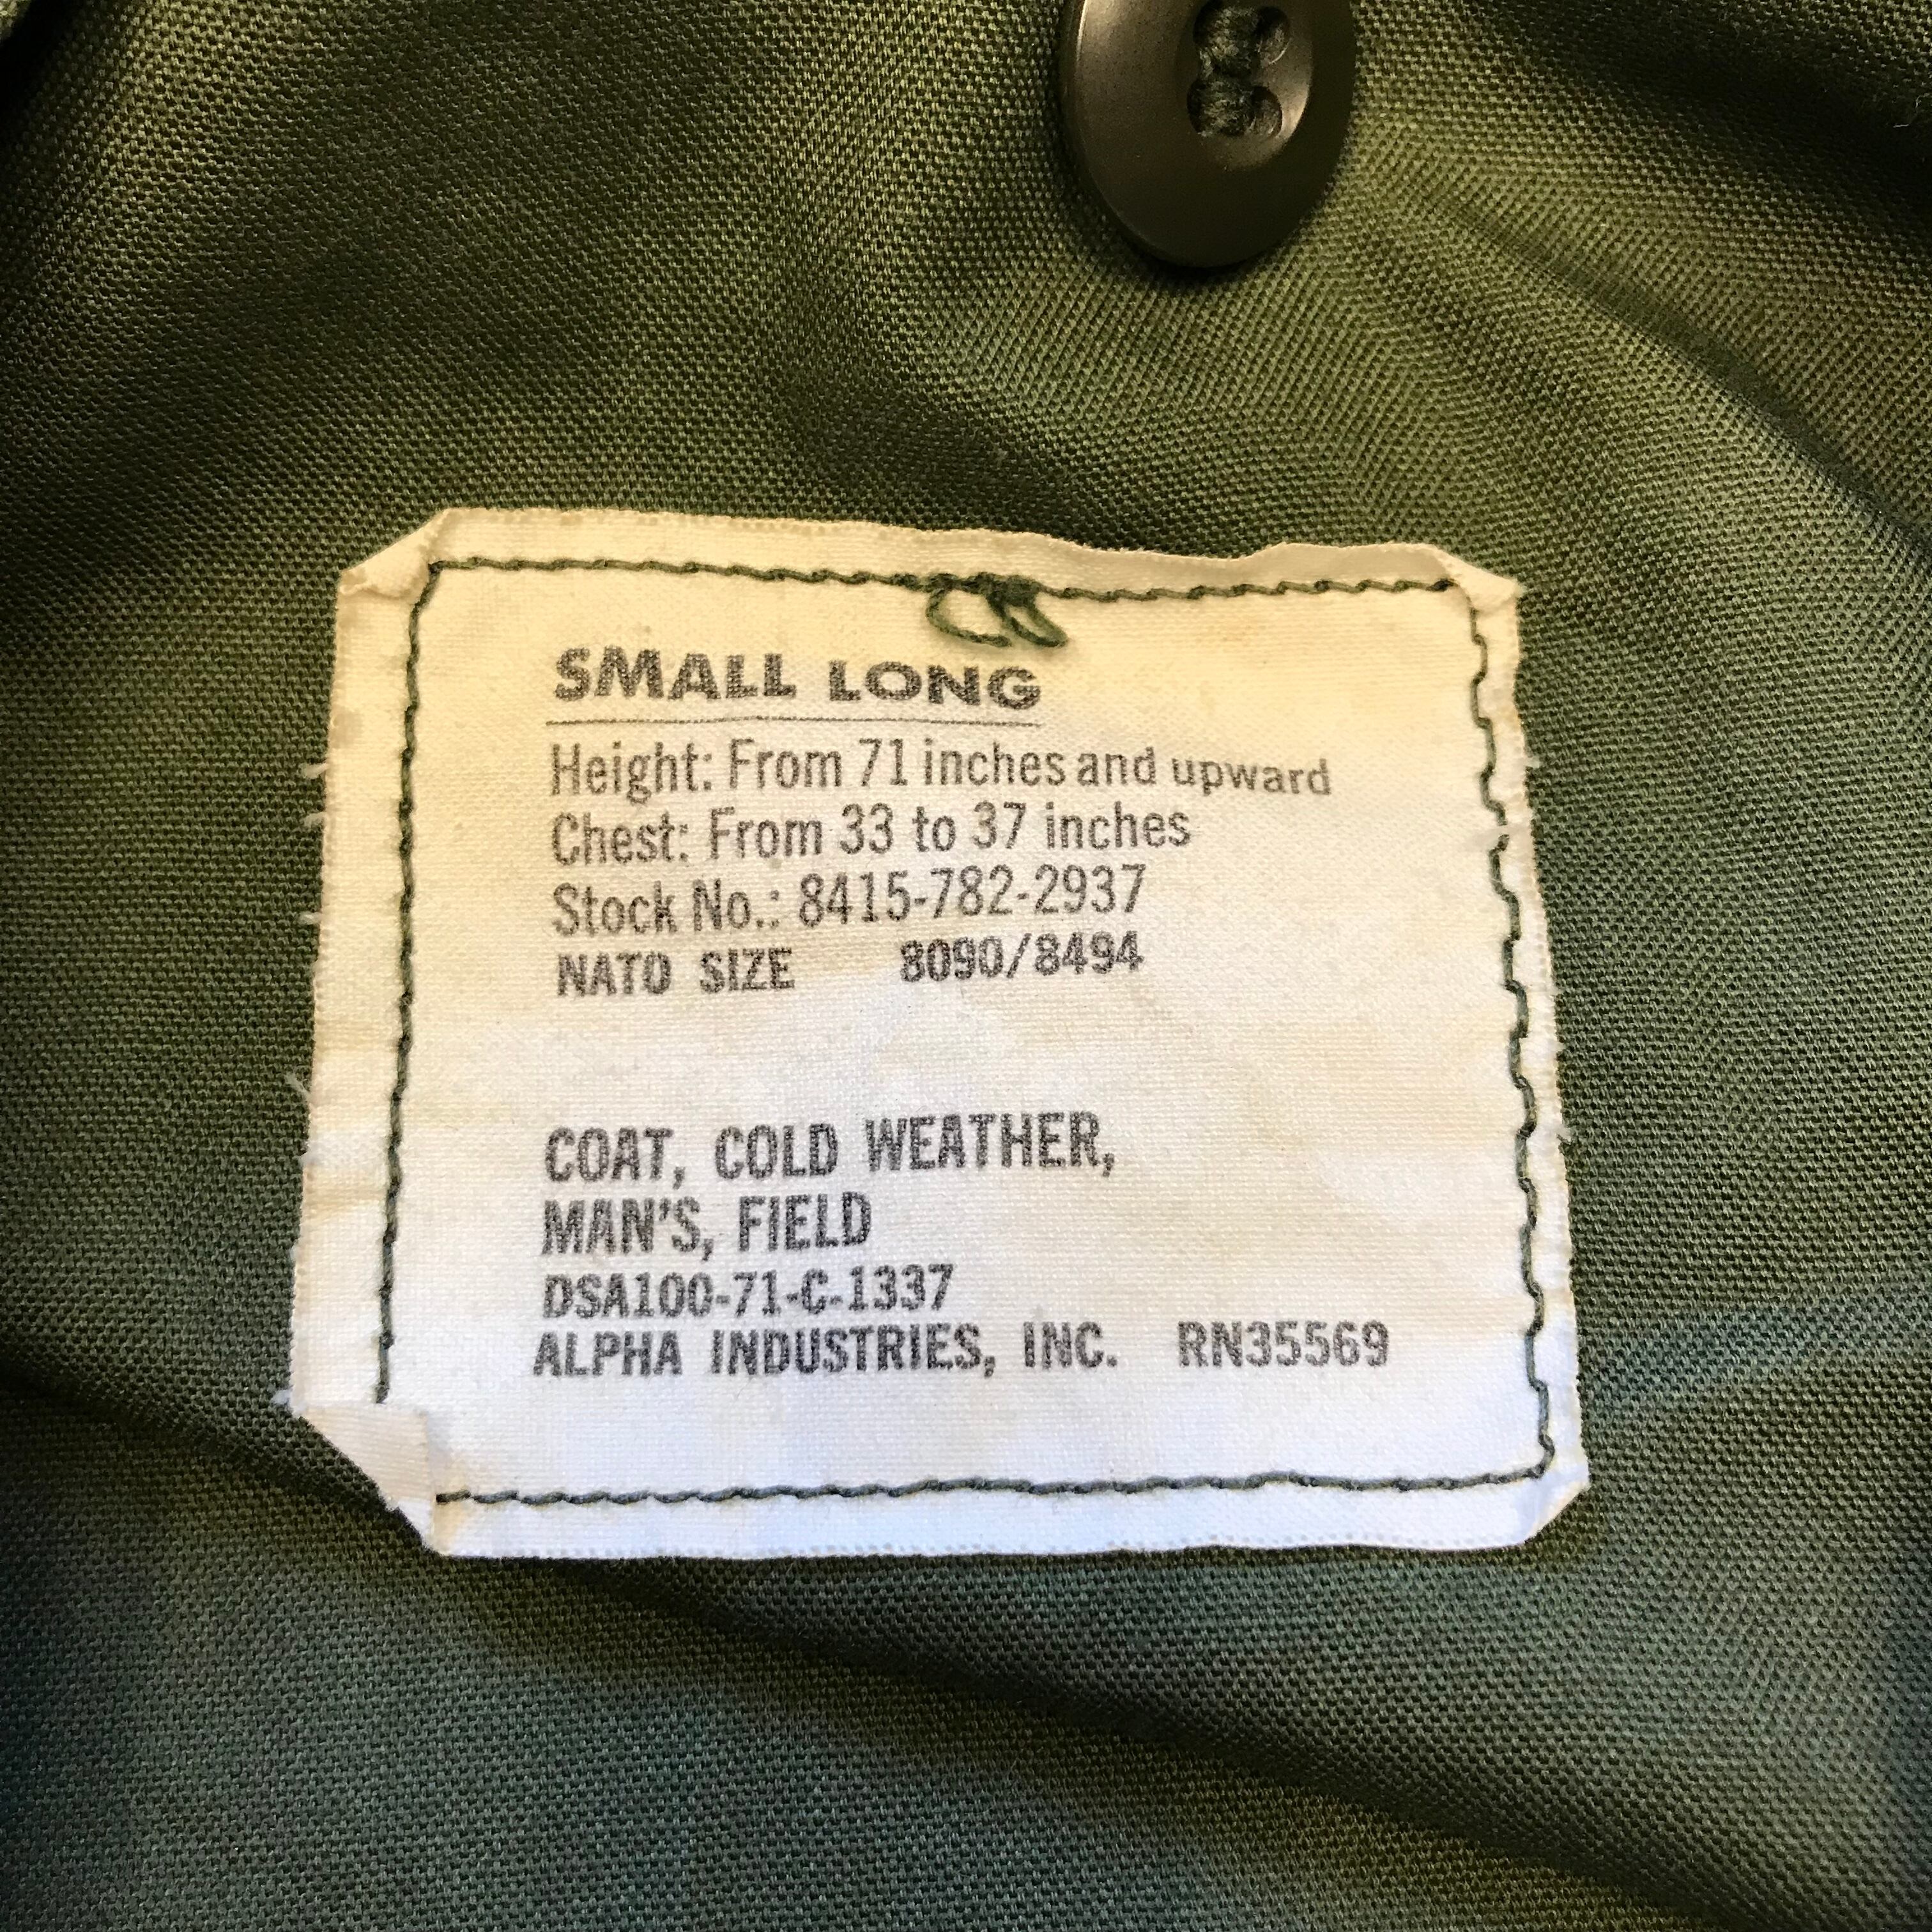 SMALL LONG
Height: From 71 inches and upward
Chest: From 33 to 37 inches
Stock No.: 8415-782-2937
NATO SIZE 8090/8494
COAT, COLD WEATHER,
MAN'S, FIELD
DSA100-71-C-1337
ALPHA INDUSTRIES, INC. RN35569